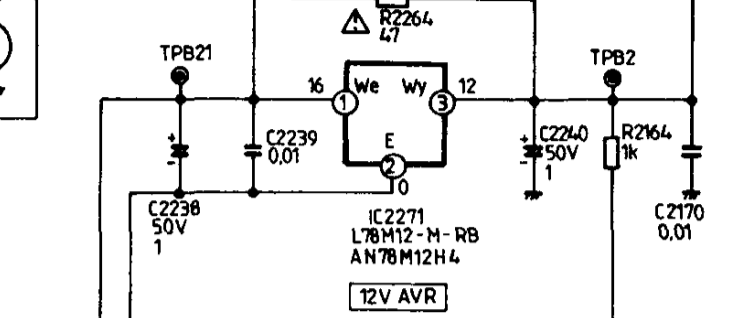 R2264
47
TPB21
TPB2
16
We
Wy
12
1
3
+
-
C2239
0,01
E
2
0
+
-
C2240
50V
1
R2164
1k
C2238
50V
1
IC2271
L78M12-M-RB
AN78M12H4
C2170
0,01
12V AVR